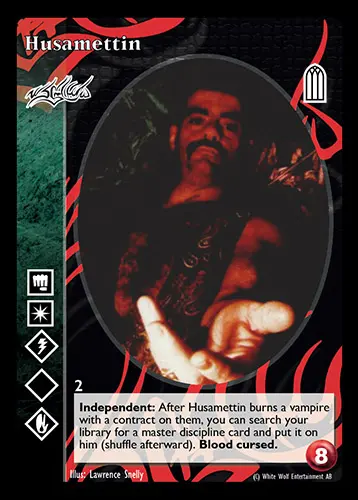 Husamettin
2
Independent: After Husamettin burns a vampire
with a contract on them, you can search your
library for a master discipline card and put it on
him (shuffle afterward). Blood cursed.
8
Illus: Lawrence Snelly
(C) White Wolf Entertainment AB